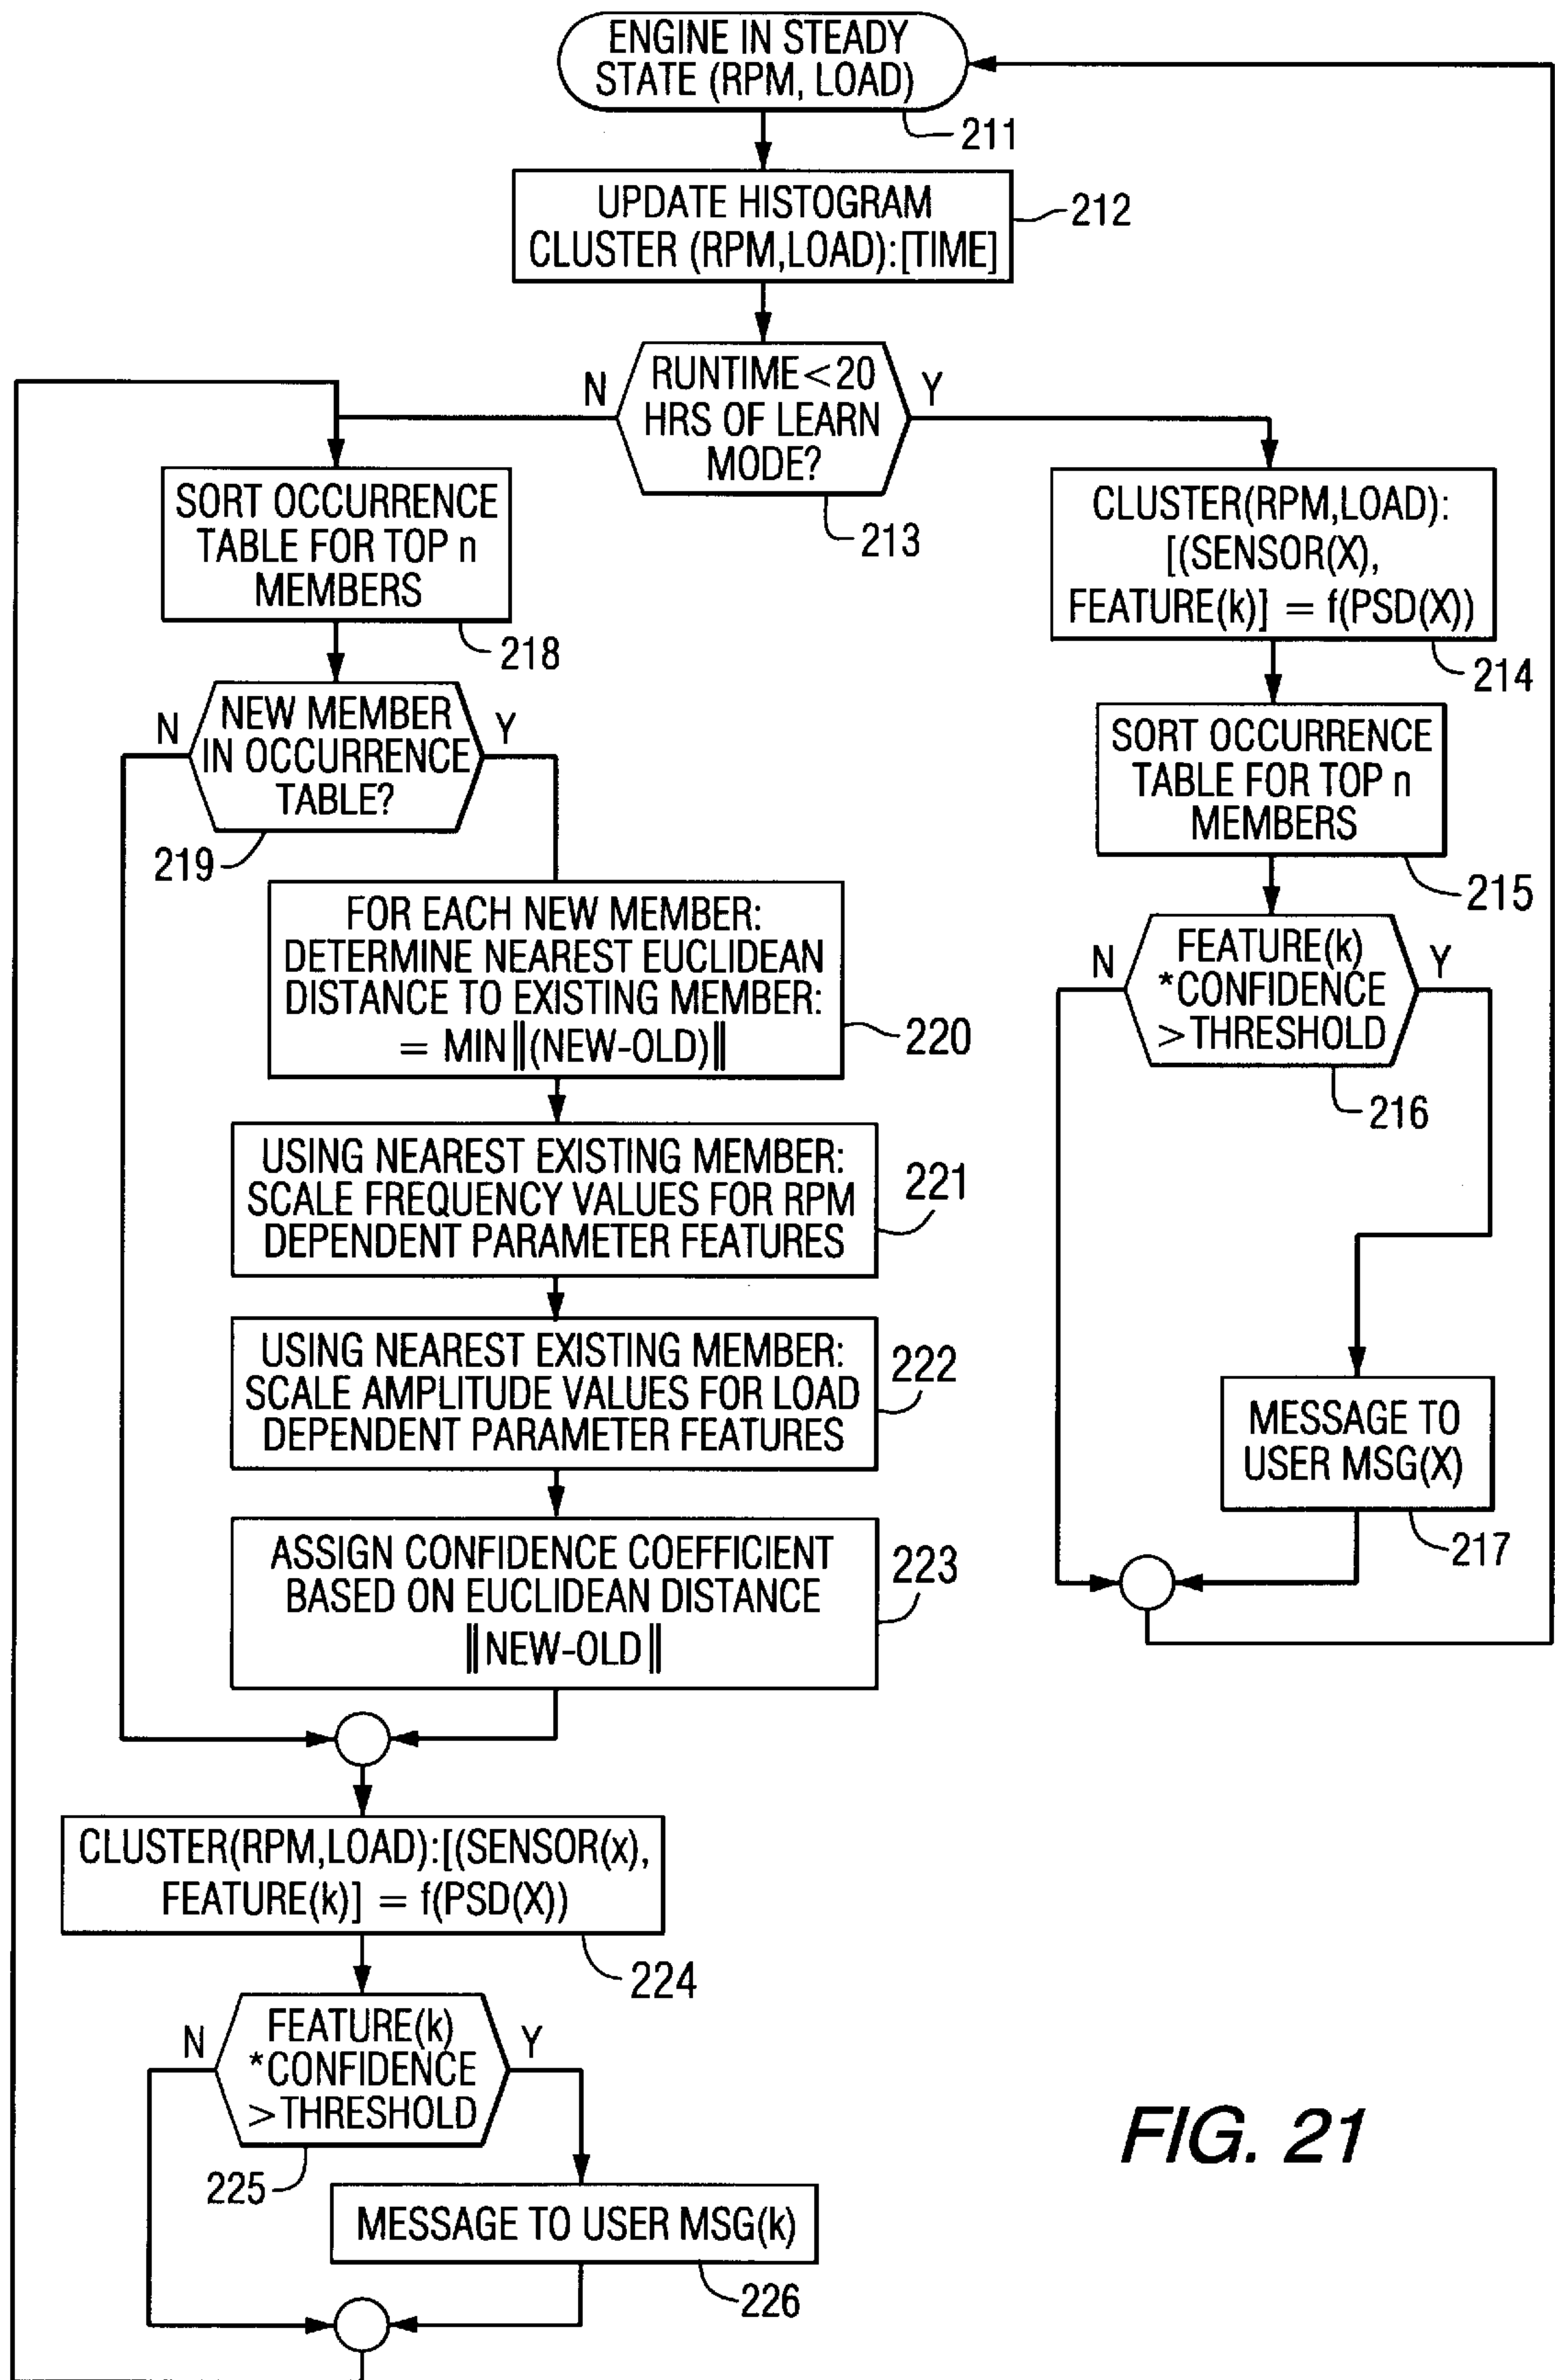 ENGINE IN STEADY
STATE (RPM, LOAD)
211
UPDATE HISTOGRAM
CLUSTER (RPM,LOAD):[TIME]
212
RUNTIME<20
HRS OF LEARN
MODE?
N
Y
213
SORT OCCURRENCE
TABLE FOR TOP n
MEMBERS
218
CLUSTER(RPM,LOAD):
[(SENSOR(X),
FEATURE(k)] = f(PSD(X))
214
NEW MEMBER
IN OCCURRENCE
TABLE?
N
Y
219
SORT OCCURRENCE
TABLE FOR TOP n
MEMBERS
215
FOR EACH NEW MEMBER:
DETERMINE NEAREST EUCLIDEAN
DISTANCE TO EXISTING MEMBER:
= MIN‖(NEW-OLD)‖
220
FEATURE(k)
*CONFIDENCE
>THRESHOLD
N
Y
216
USING NEAREST EXISTING MEMBER:
SCALE FREQUENCY VALUES FOR RPM
DEPENDENT PARAMETER FEATURES
221
USING NEAREST EXISTING MEMBER:
SCALE AMPLITUDE VALUES FOR LOAD
DEPENDENT PARAMETER FEATURES
222
MESSAGE TO
USER MSG(X)
217
ASSIGN CONFIDENCE COEFFICIENT
BASED ON EUCLIDEAN DISTANCE
‖NEW-OLD‖
223
CLUSTER(RPM,LOAD):[(SENSOR(x),
FEATURE(k)] = f(PSD(X))
224
FEATURE(k)
*CONFIDENCE
>THRESHOLD
N
Y
225
MESSAGE TO USER MSG(k)
226
FIG. 21